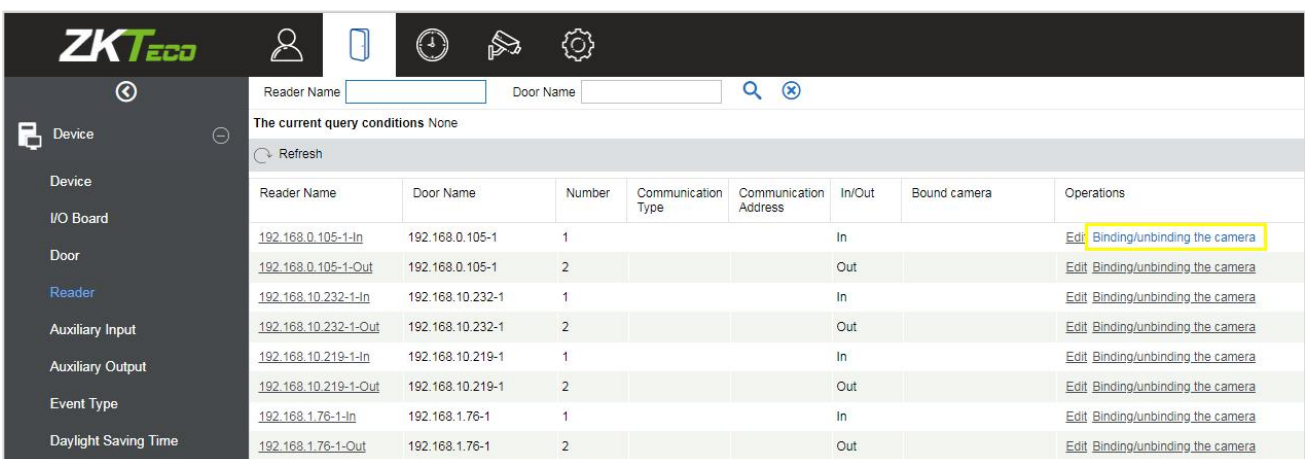 ZKTeco
Reader Name Door Name
The current query conditions None
Refresh
Device
Device
I/O Board
Door
Reader
Auxiliary Input
Auxiliary Output
Event Type
Daylight Saving Time
Reader Name Door Name Number Communication Type Communication Address In/Out Bound camera Operations
192.168.0.105-1-In 192.168.0.105-1 1 In Edit Binding/unbinding the camera
192.168.0.105-1-Out 192.168.0.105-1 2 Out Edit Binding/unbinding the camera
192.168.10.232-1-In 192.168.10.232-1 1 In Edit Binding/unbinding the camera
192.168.10.232-1-Out 192.168.10.232-1 2 Out Edit Binding/unbinding the camera
192.168.10.219-1-In 192.168.10.219-1 1 In Edit Binding/unbinding the camera
192.168.10.219-1-Out 192.168.10.219-1 2 Out Edit Binding/unbinding the camera
192.168.1.76-1-In 192.168.1.76-1 1 In Edit Binding/unbinding the camera
192.168.1.76-1-Out 192.168.1.76-1 2 Out Edit Binding/unbinding the camera